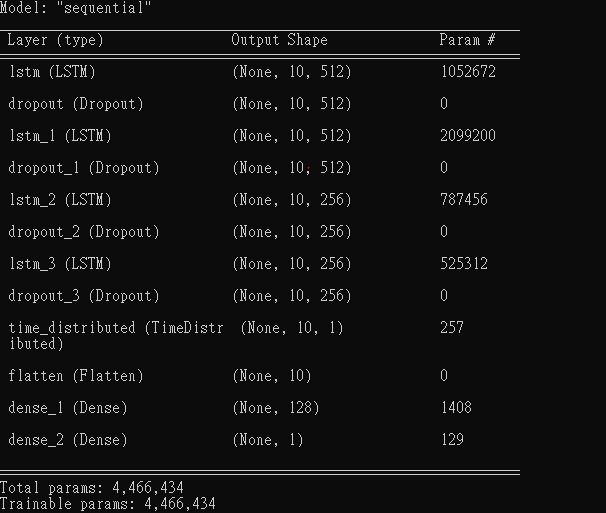 Model: "sequential"
Layer (type) Output Shape Param #
lstm (LSTM) (None, 10, 512) 1052672
dropout (Dropout) (None, 10, 512) 0
lstm_1 (LSTM) (None, 10, 512) 2099200
dropout_1 (Dropout) (None, 10, 512) 0
lstm_2 (LSTM) (None, 10, 256) 787456
dropout_2 (Dropout) (None, 10, 256) 0
lstm_3 (LSTM) (None, 10, 256) 525312
dropout_3 (Dropout) (None, 10, 256) 0
time_distributed (TimeDistr (None, 10, 1) 257
ibuted)
flatten (Flatten) (None, 10) 0
dense_1 (Dense) (None, 128) 1408
dense_2 (Dense) (None, 1) 129
Total params: 4,466,434
Trainable params: 4,466,434